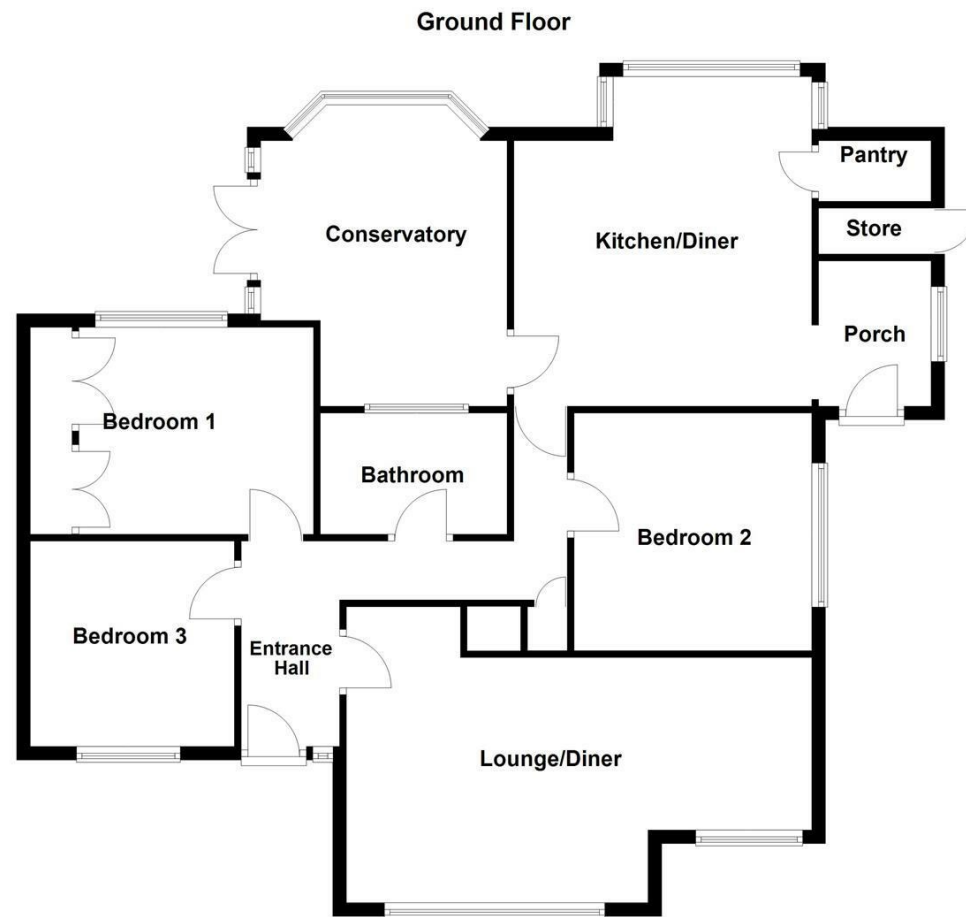 Ground Floor
Pantry
Conservatory
Kitchen/Diner
Store
Porch
Bedroom 1
Bathroom
Bedroom 2
Bedroom 3
Entrance
Hall
Lounge/Diner